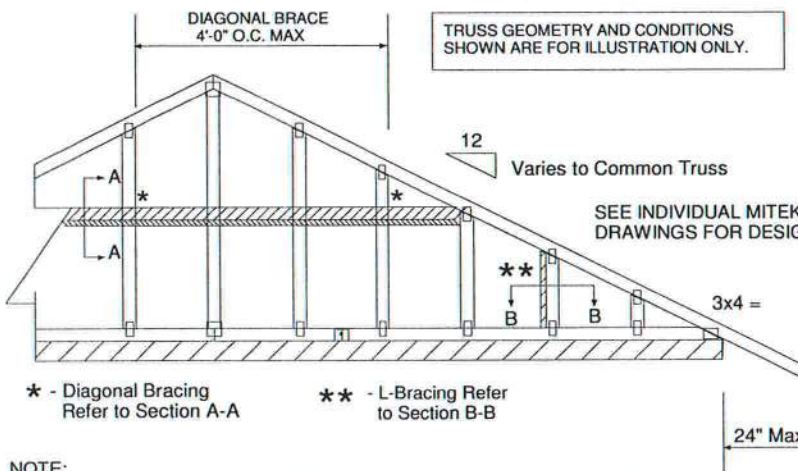 DIAGONAL BRACE
4'-0" O.C. MAX
TRUSS GEOMETRY AND CONDITIONS
SHOWN ARE FOR ILLUSTRATION ONLY.
12
Varies to Common Truss
A
*
*
A
SEE INDIVIDUAL MITEK
DRAWINGS FOR DESIG
**
B
B
3x4 =
* - Diagonal Bracing
Refer to Section A-A
** - L-Bracing Refer
to Section B-B
24" Max
NOTE: